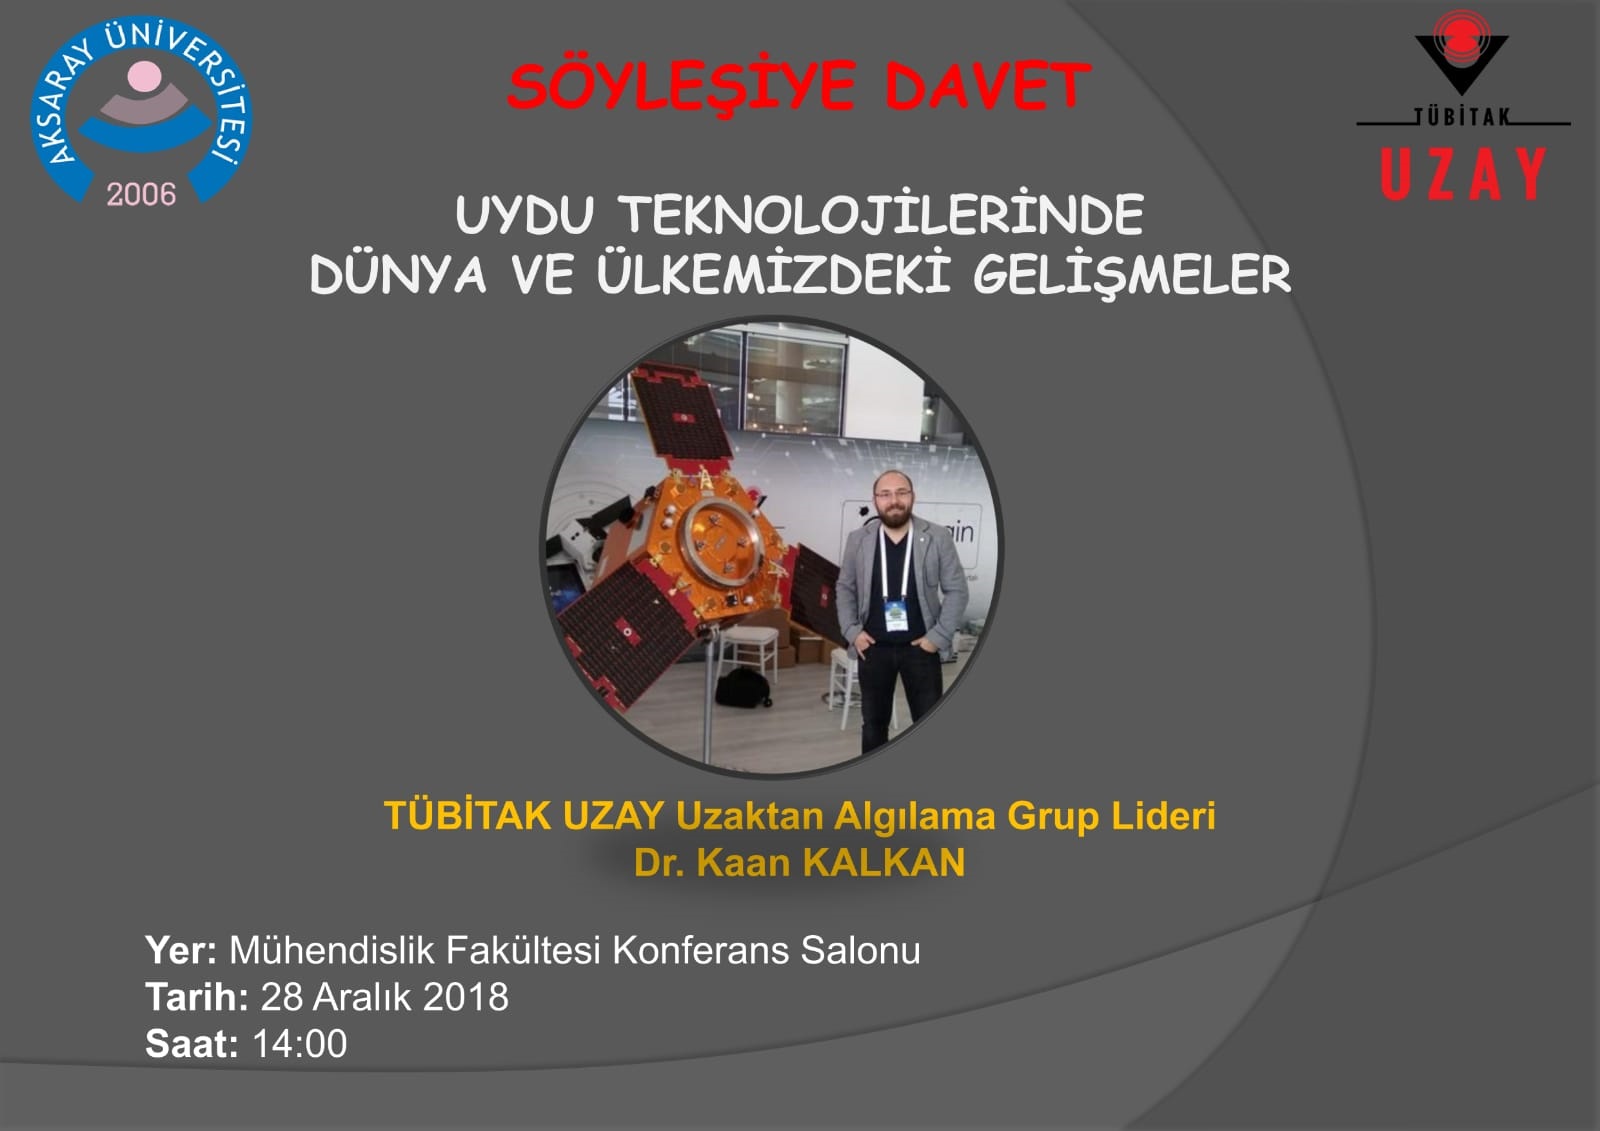 AKSARAY ÜNİVERSİTESİ
2006
SÖYLEŞİYE DAVET
TÜBİTAK
UZAY
UYDU TEKNOLOJİLERİNDE
DÜNYA VE ÜLKEMİZDEKİ GELİŞMELER
TÜBİTAK UZAY Uzaktan Algılama Grup Lideri
Dr. Kaan KALKAN
Yer: Mühendislik Fakültesi Konferans Salonu
Tarih: 28 Aralık 2018
Saat: 14:00